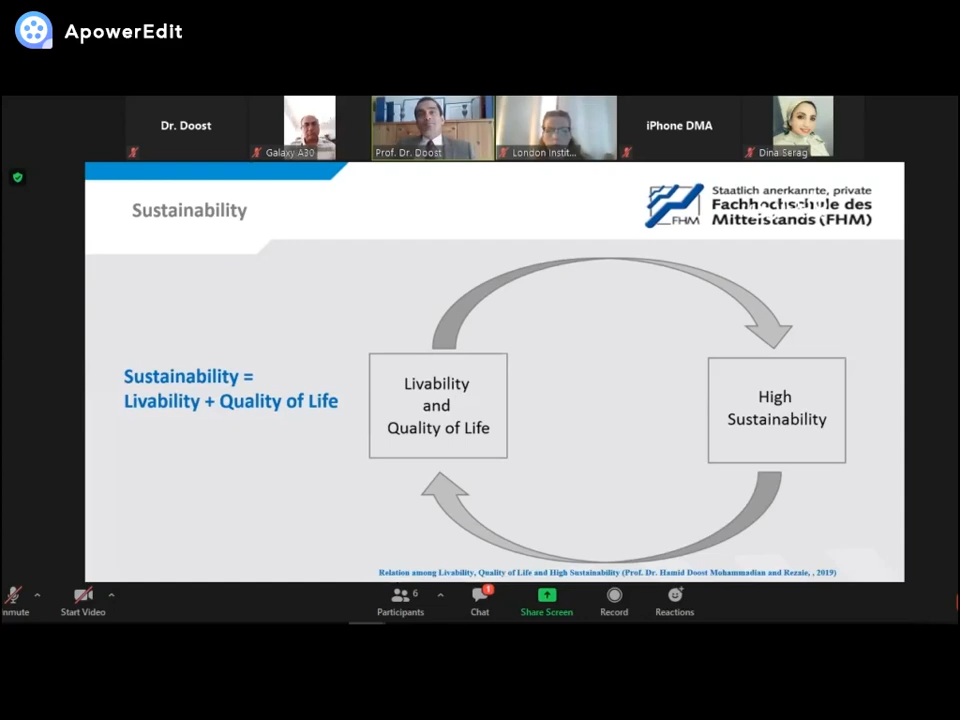 ApowerEdit
Dr. Doost
Galaxy A30
Prof. Dr. Doost
London Instit...
iPhone DMA
Dina Serag
Sustainability
Staatlich anerkannte, private
Fachhochschule des
Mittelstands (FHM)
FHM
Sustainability =
Livability + Quality of Life
Livability
and
Quality of Life
High
Sustainability
Relation among Livability, Quality of Life and High Sustainability (Prof. Dr. Hamid Doost Mohammadian and Rezaie, , 2019)
nmute
Start Video
Participants
6
Chat
1
Share Screen
Record
Reactions